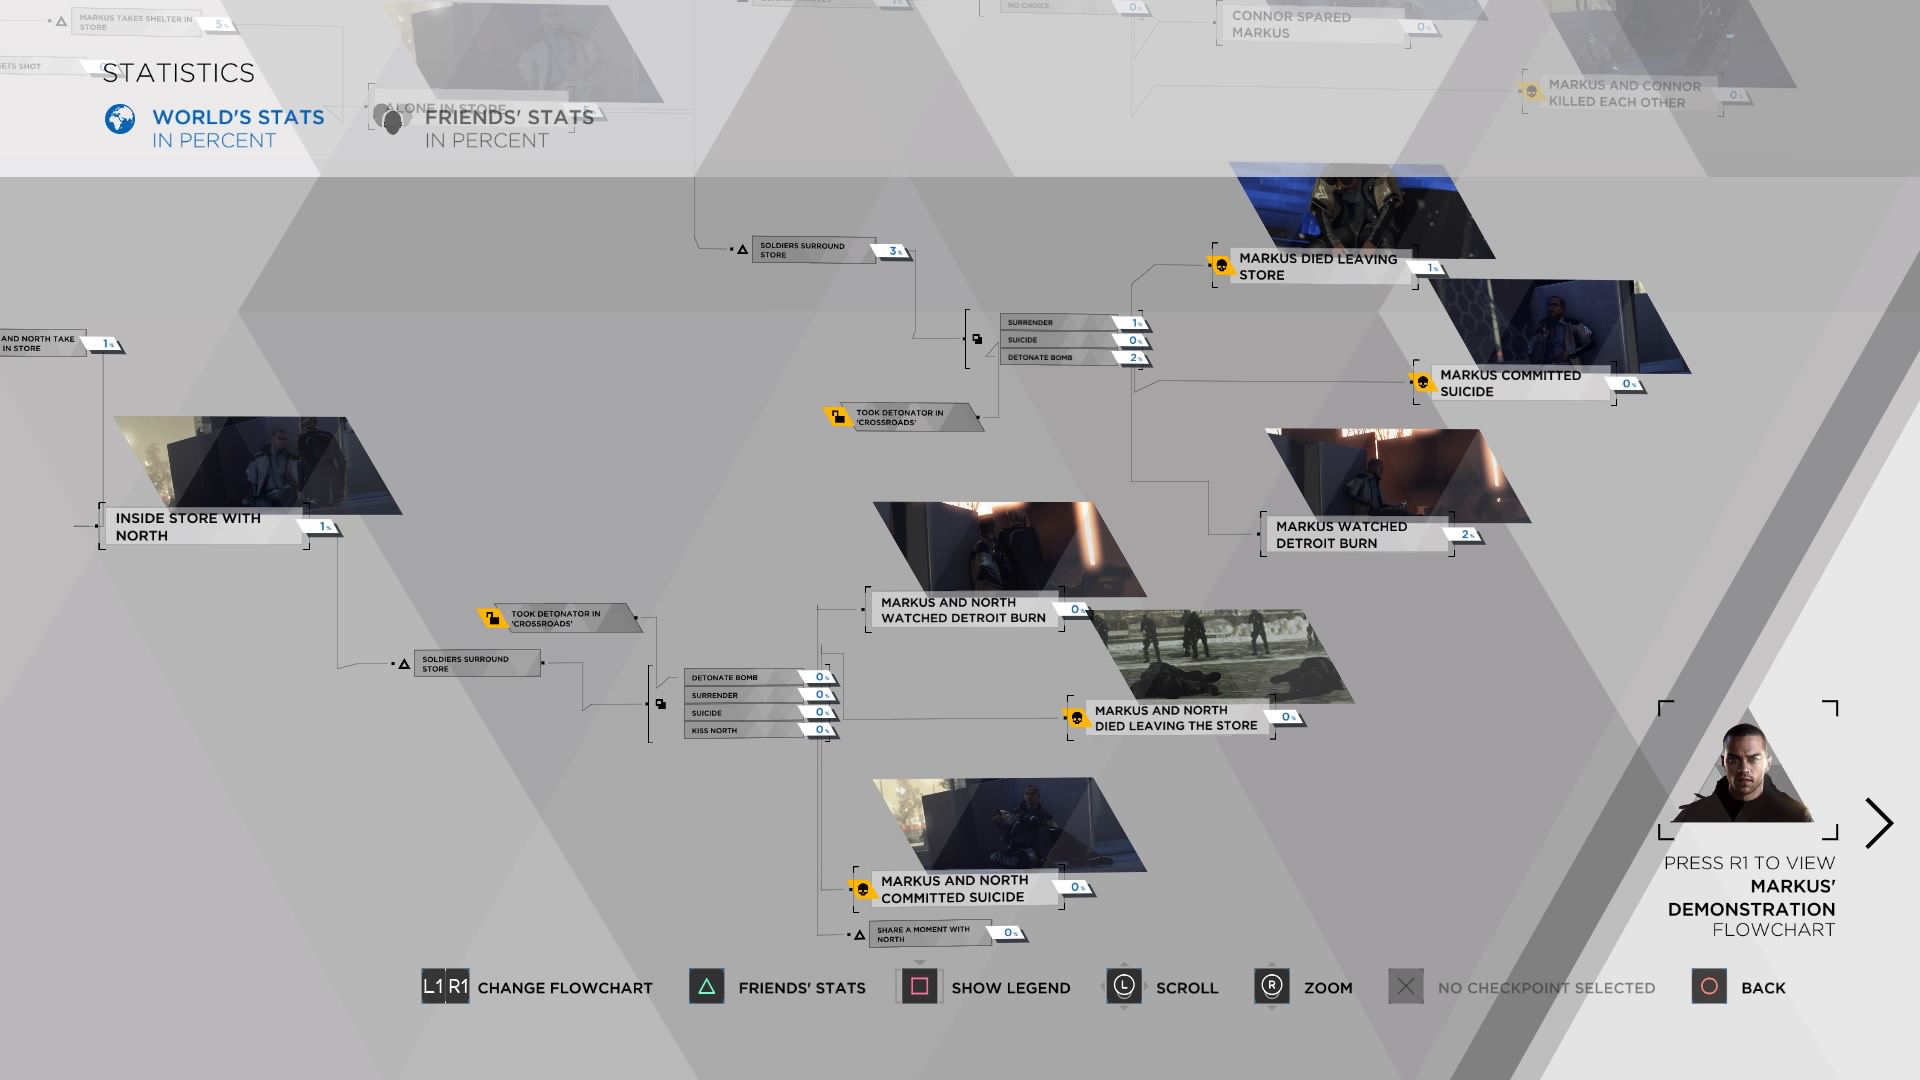 MARKUS TAKES SHELTER IN
STORE
5%
ETS SHOT
STATISTICS
WORLD'S STATS
IN PERCENT
ALONE IN STORE
FRIENDS' STATS
IN PERCENT
NO CHOICE
0%
CONNOR SPARED
MARKUS
0%
MARKUS AND CONNOR
KILLED EACH OTHER
0%
SOLDIERS SURROUND
STORE
3%
MARKUS DIED LEAVING
STORE
1%
SURRENDER
1%
SUICIDE
0%
DETONATE BOMB
2%
AND NORTH TAKE
IN STORE
1%
MARKUS COMMITTED
SUICIDE
0%
TOOK DETONATOR IN
'CROSSROADS'
MARKUS WATCHED
DETROIT BURN
2%
INSIDE STORE WITH
NORTH
1%
MARKUS AND NORTH
WATCHED DETROIT BURN
0%
TOOK DETONATOR IN
'CROSSROADS'
SOLDIERS SURROUND
STORE
DETONATE BOMB
0%
SURRENDER
0%
SUICIDE
0%
KISS NORTH
0%
MARKUS AND NORTH
DIED LEAVING THE STORE
0%
MARKUS AND NORTH
COMMITTED SUICIDE
0%
SHARE A MOMENT WITH
NORTH
0%
PRESS R1 TO VIEW
MARKUS'
DEMONSTRATION
FLOWCHART
L1 R1 CHANGE FLOWCHART
FRIENDS' STATS
SHOW LEGEND
L SCROLL
R ZOOM
NO CHECKPOINT SELECTED
BACK